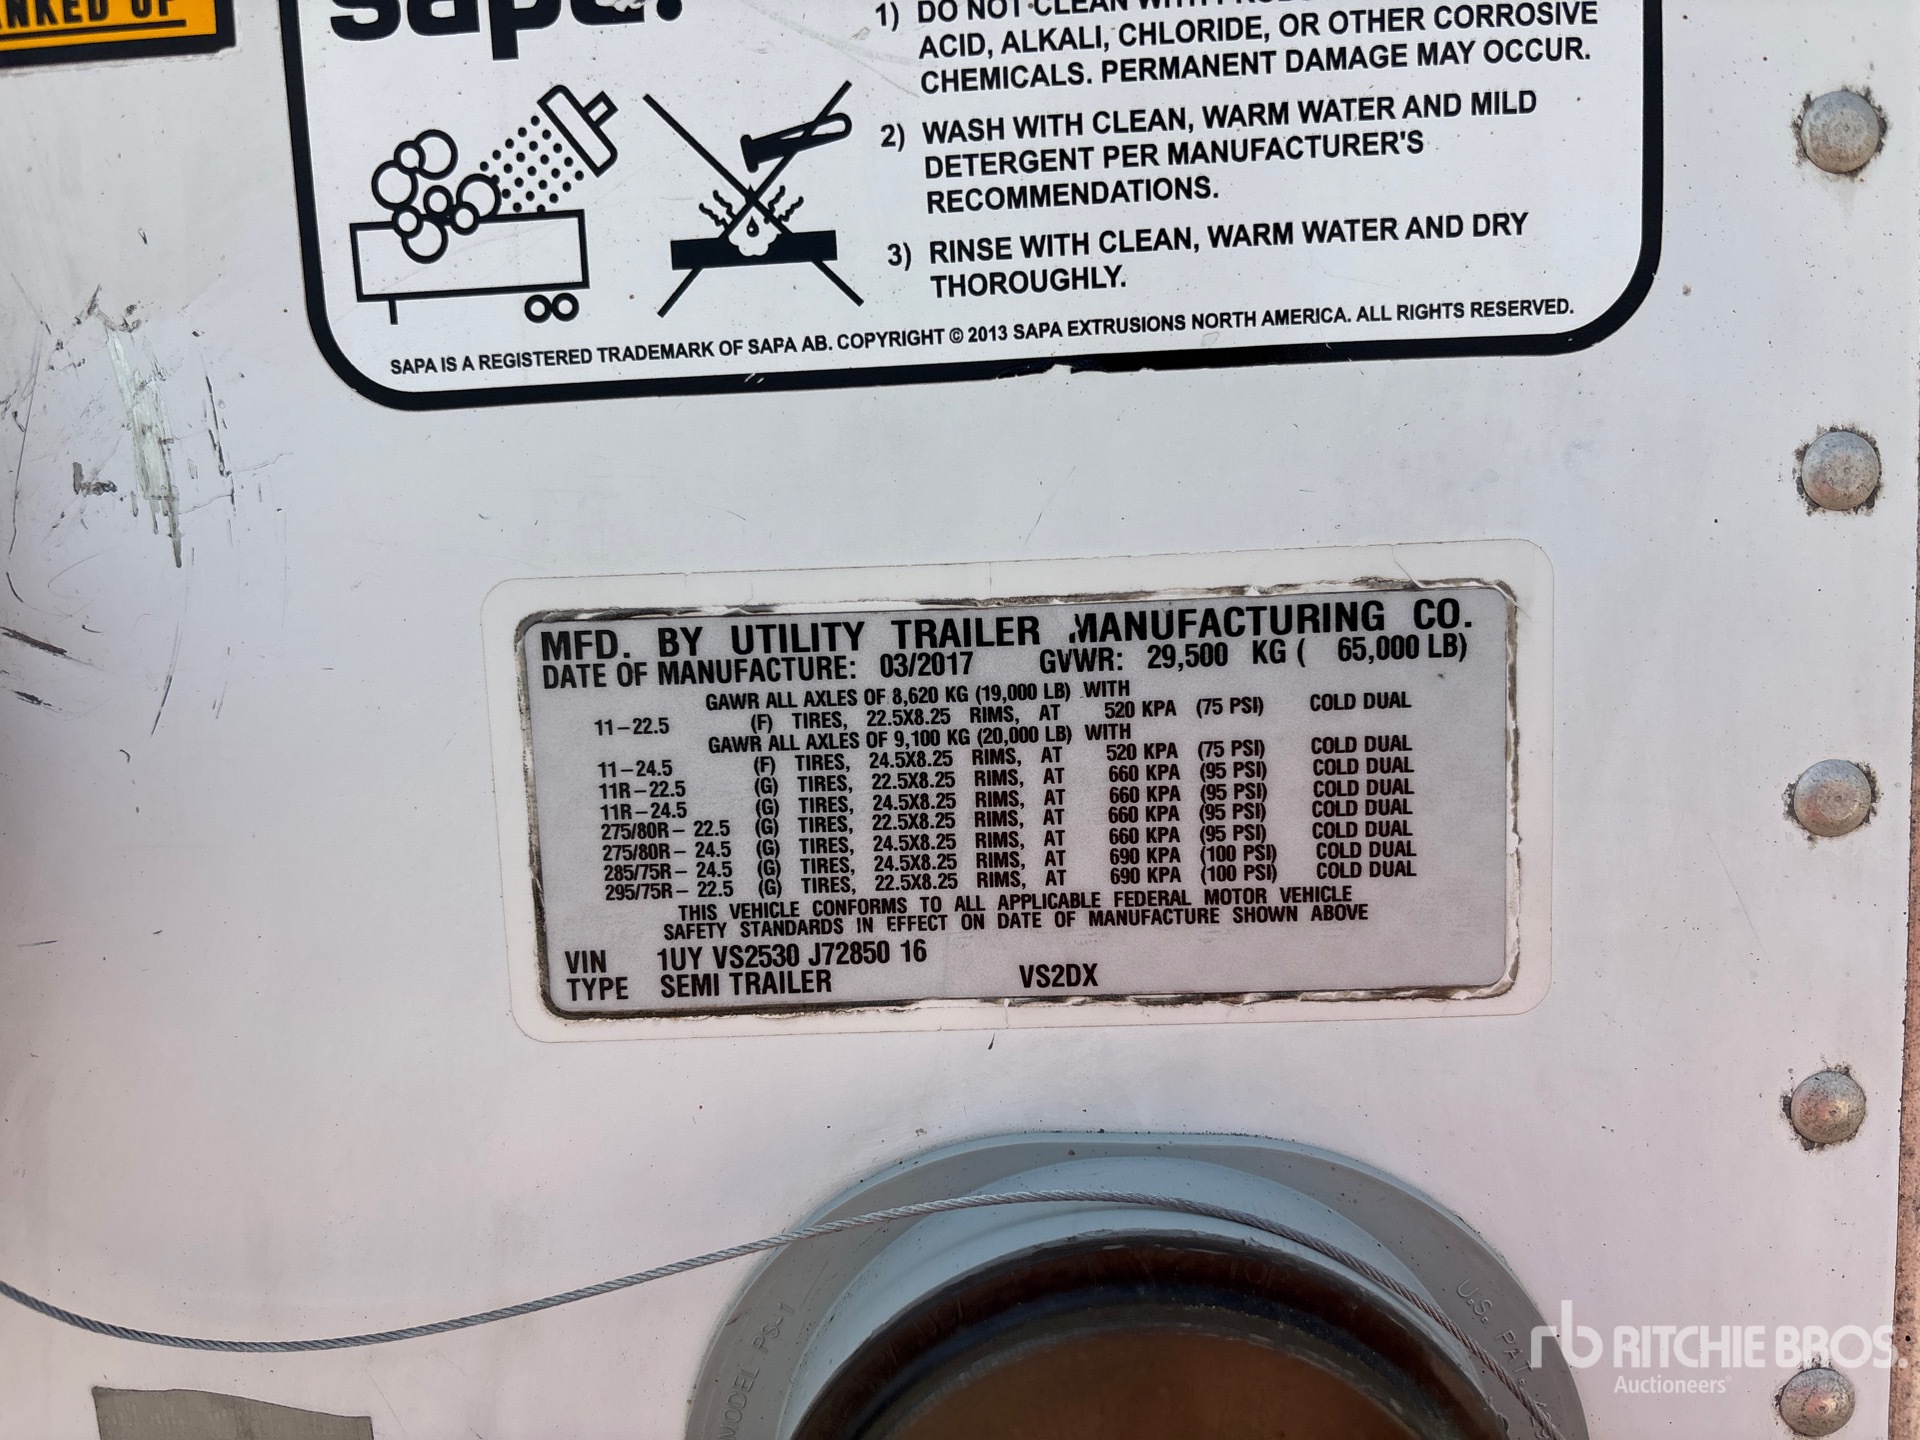 sapa:
1) DO NOT CLEAN WITH
ACID, ALKALI, CHLORIDE, OR OTHER CORROSIVE
CHEMICALS. PERMANENT DAMAGE MAY OCCUR.
2) WASH WITH CLEAN, WARM WATER AND MILD
DETERGENT PER MANUFACTURER'S
RECOMMENDATIONS.
3) RINSE WITH CLEAN, WARM WATER AND DRY
THOROUGHLY.
SAPA IS A REGISTERED TRADEMARK OF SAPA AB. COPYRIGHT © 2013 SAPA EXTRUSIONS NORTH AMERICA. ALL RIGHTS RESERVED.
MFD. BY UTILITY TRAILER MANUFACTURING CO.
DATE OF MANUFACTURE: 03/2017 GVWR: 29,500 KG ( 65,000 LB)
GAWR ALL AXLES OF 8,620 KG (19,000 LB) WITH
11-22.5 (F) TIRES, 22.5X8.25 RIMS, AT 520 KPA (75 PSI) COLD DUAL
GAWR ALL AXLES OF 9,100 KG (20,000 LB) WITH
11-24.5 (F) TIRES, 24.5X8.25 RIMS, AT 520 KPA (75 PSI) COLD DUAL
11R-22.5 (G) TIRES, 22.5X8.25 RIMS, AT 660 KPA (95 PSI) COLD DUAL
11R-24.5 (G) TIRES, 24.5X8.25 RIMS, AT 660 KPA (95 PSI) COLD DUAL
275/80R- 22.5 (G) TIRES, 22.5X8.25 RIMS, AT 660 KPA (95 PSI) COLD DUAL
275/80R- 24.5 (G) TIRES, 24.5X8.25 RIMS, AT 660 KPA (95 PSI) COLD DUAL
285/75R- 24.5 (G) TIRES, 24.5X8.25 RIMS, AT 690 KPA (100 PSI) COLD DUAL
295/75R- 22.5 (G) TIRES, 22.5X8.25 RIMS, AT 690 KPA (100 PSI) COLD DUAL
THIS VEHICLE CONFORMS TO ALL APPLICABLE FEDERAL MOTOR VEHICLE
SAFETY STANDARDS IN EFFECT ON DATE OF MANUFACTURE SHOWN ABOVE
VIN 1UY VS2530 J72850 16
TYPE SEMI TRAILER VS2DX
MODEL PS-1
U.S. PAT.
rb RITCHIE BROS.
Auctioneers